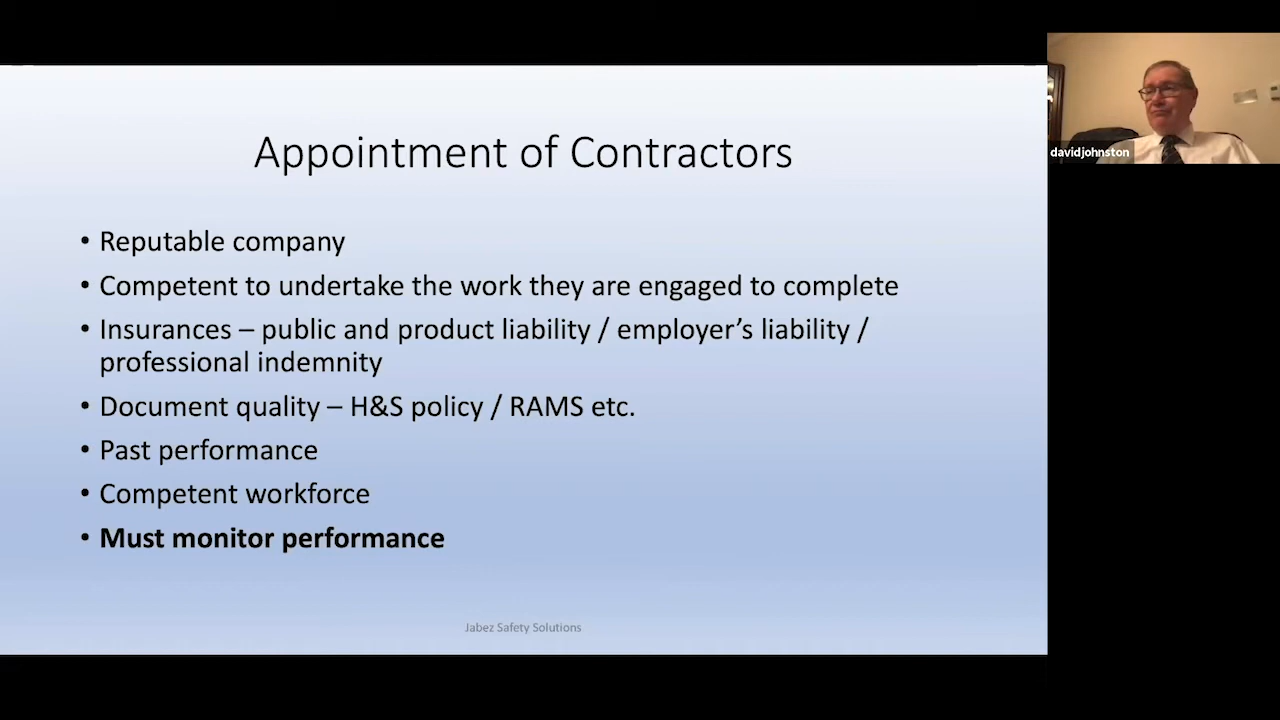 Appointment of Contractors
• Reputable company
• Competent to undertake the work they are engaged to complete
• Insurances – public and product liability / employer’s liability /
professional indemnity
• Document quality – H&S policy / RAMS etc.
• Past performance
• Competent workforce
• Must monitor performance
Jabez Safety Solutions
davidjohnston